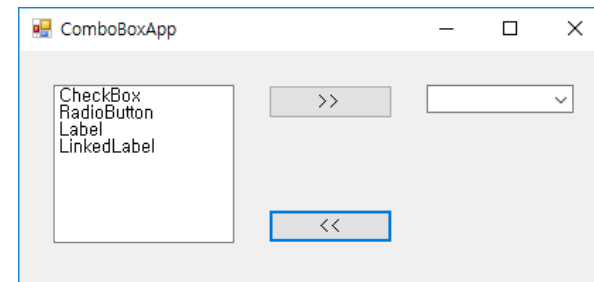 ComboBoxApp
CheckBox
RadioButton
Label
LinkedLabel
>>
<<